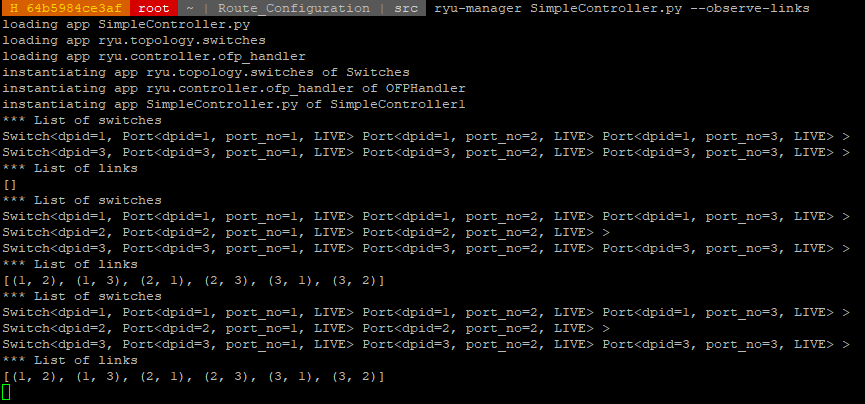 H 64b5984ce3af root ~ | Route_Configuration | src ryu-manager SimpleController.py --observe-links
loading app SimpleController.py
loading app ryu.topology.switches
loading app ryu.controller.ofp_handler
instantiating app ryu.topology.switches of Switches
instantiating app ryu.controller.ofp_handler of OFPHandler
instantiating app SimpleController.py of SimpleController1
*** List of switches
Switch<dpid=1, Port<dpid=1, port_no=1, LIVE> Port<dpid=1, port_no=2, LIVE> Port<dpid=1, port_no=3, LIVE> >
Switch<dpid=3, Port<dpid=3, port_no=1, LIVE> Port<dpid=3, port_no=2, LIVE> Port<dpid=3, port_no=3, LIVE> >
*** List of links
[]
*** List of switches
Switch<dpid=1, Port<dpid=1, port_no=1, LIVE> Port<dpid=1, port_no=2, LIVE> Port<dpid=1, port_no=3, LIVE> >
Switch<dpid=2, Port<dpid=2, port_no=1, LIVE> Port<dpid=2, port_no=2, LIVE> >
Switch<dpid=3, Port<dpid=3, port_no=1, LIVE> Port<dpid=3, port_no=2, LIVE> Port<dpid=3, port_no=3, LIVE> >
*** List of links
[(1, 2), (1, 3), (2, 1), (2, 3), (3, 1), (3, 2)]
*** List of switches
Switch<dpid=1, Port<dpid=1, port_no=1, LIVE> Port<dpid=1, port_no=2, LIVE> Port<dpid=1, port_no=3, LIVE> >
Switch<dpid=2, Port<dpid=2, port_no=1, LIVE> Port<dpid=2, port_no=2, LIVE> >
Switch<dpid=3, Port<dpid=3, port_no=1, LIVE> Port<dpid=3, port_no=2, LIVE> Port<dpid=3, port_no=3, LIVE> >
*** List of links
[(1, 2), (1, 3), (2, 1), (2, 3), (3, 1), (3, 2)]